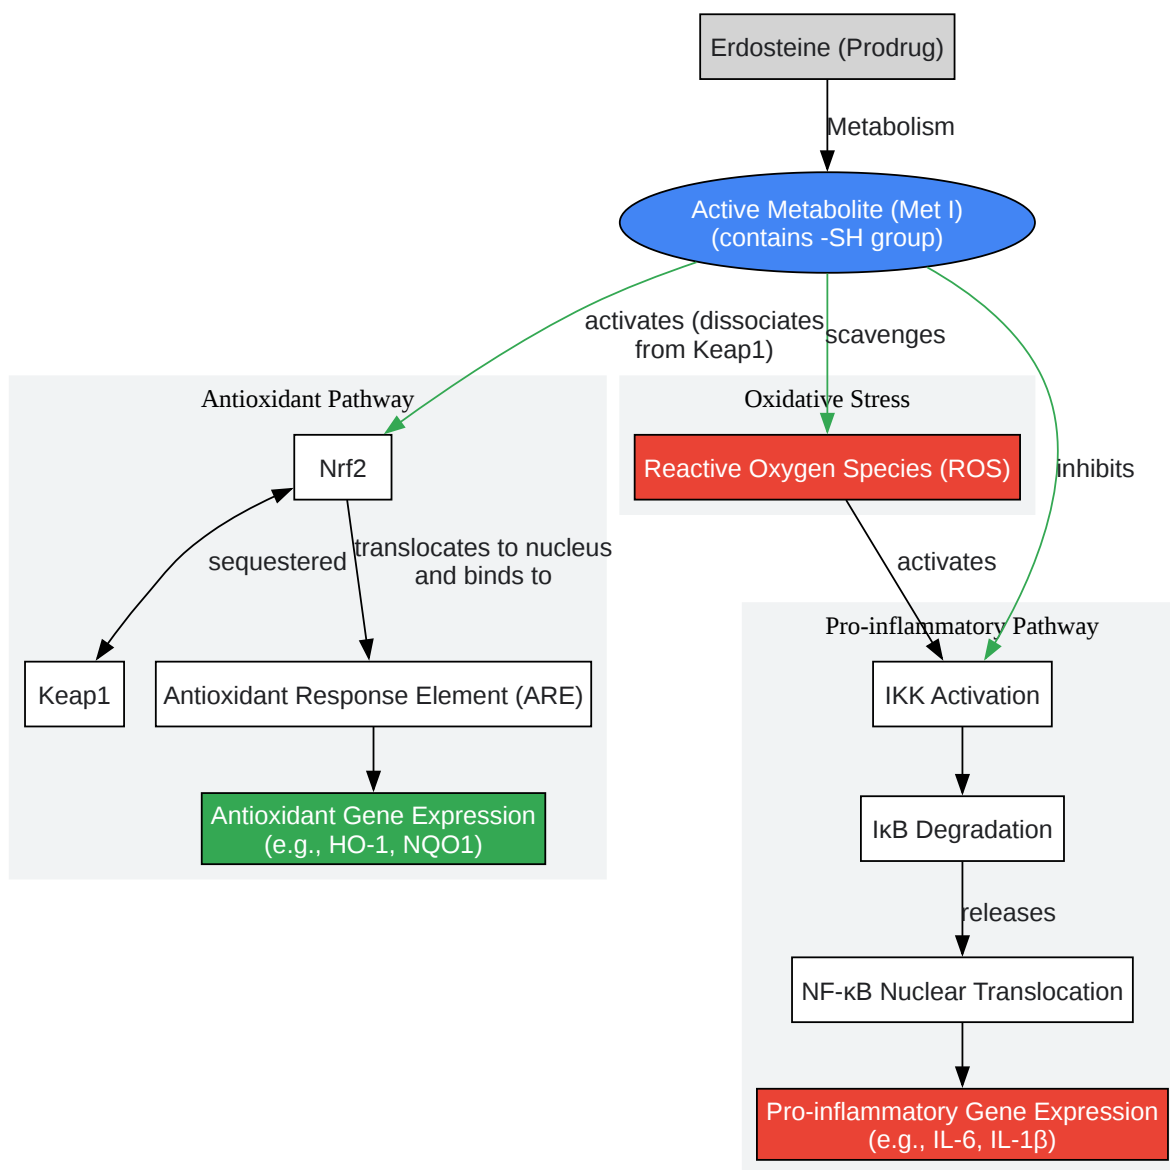 Erdosteine (Prodrug)
Metabolism
Active Metabolite (Met I)
(contains -SH group)
activates (dissociates
from Keap1)
scavenges
inhibits
Antioxidant Pathway
Nrf2
sequestered
translocates to nucleus
and binds to
Keap1
Antioxidant Response Element (ARE)
Antioxidant Gene Expression
(e.g., HO-1, NQO1)
Oxidative Stress
Reactive Oxygen Species (ROS)
activates
Pro-inflammatory Pathway
IKK Activation
IκB Degradation
releases
NF-κB Nuclear Translocation
Pro-inflammatory Gene Expression
(e.g., IL-6, IL-1β)